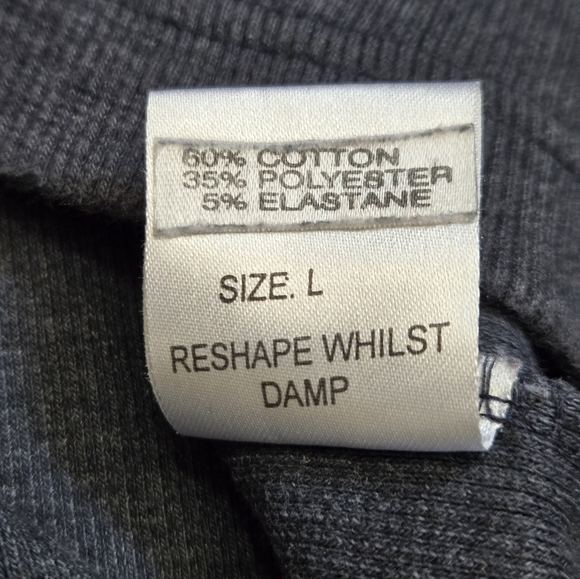 60% COTTON
35% POLYESTER
5% ELASTANE
SIZE. L
RESHAPE WHILST
DAMP